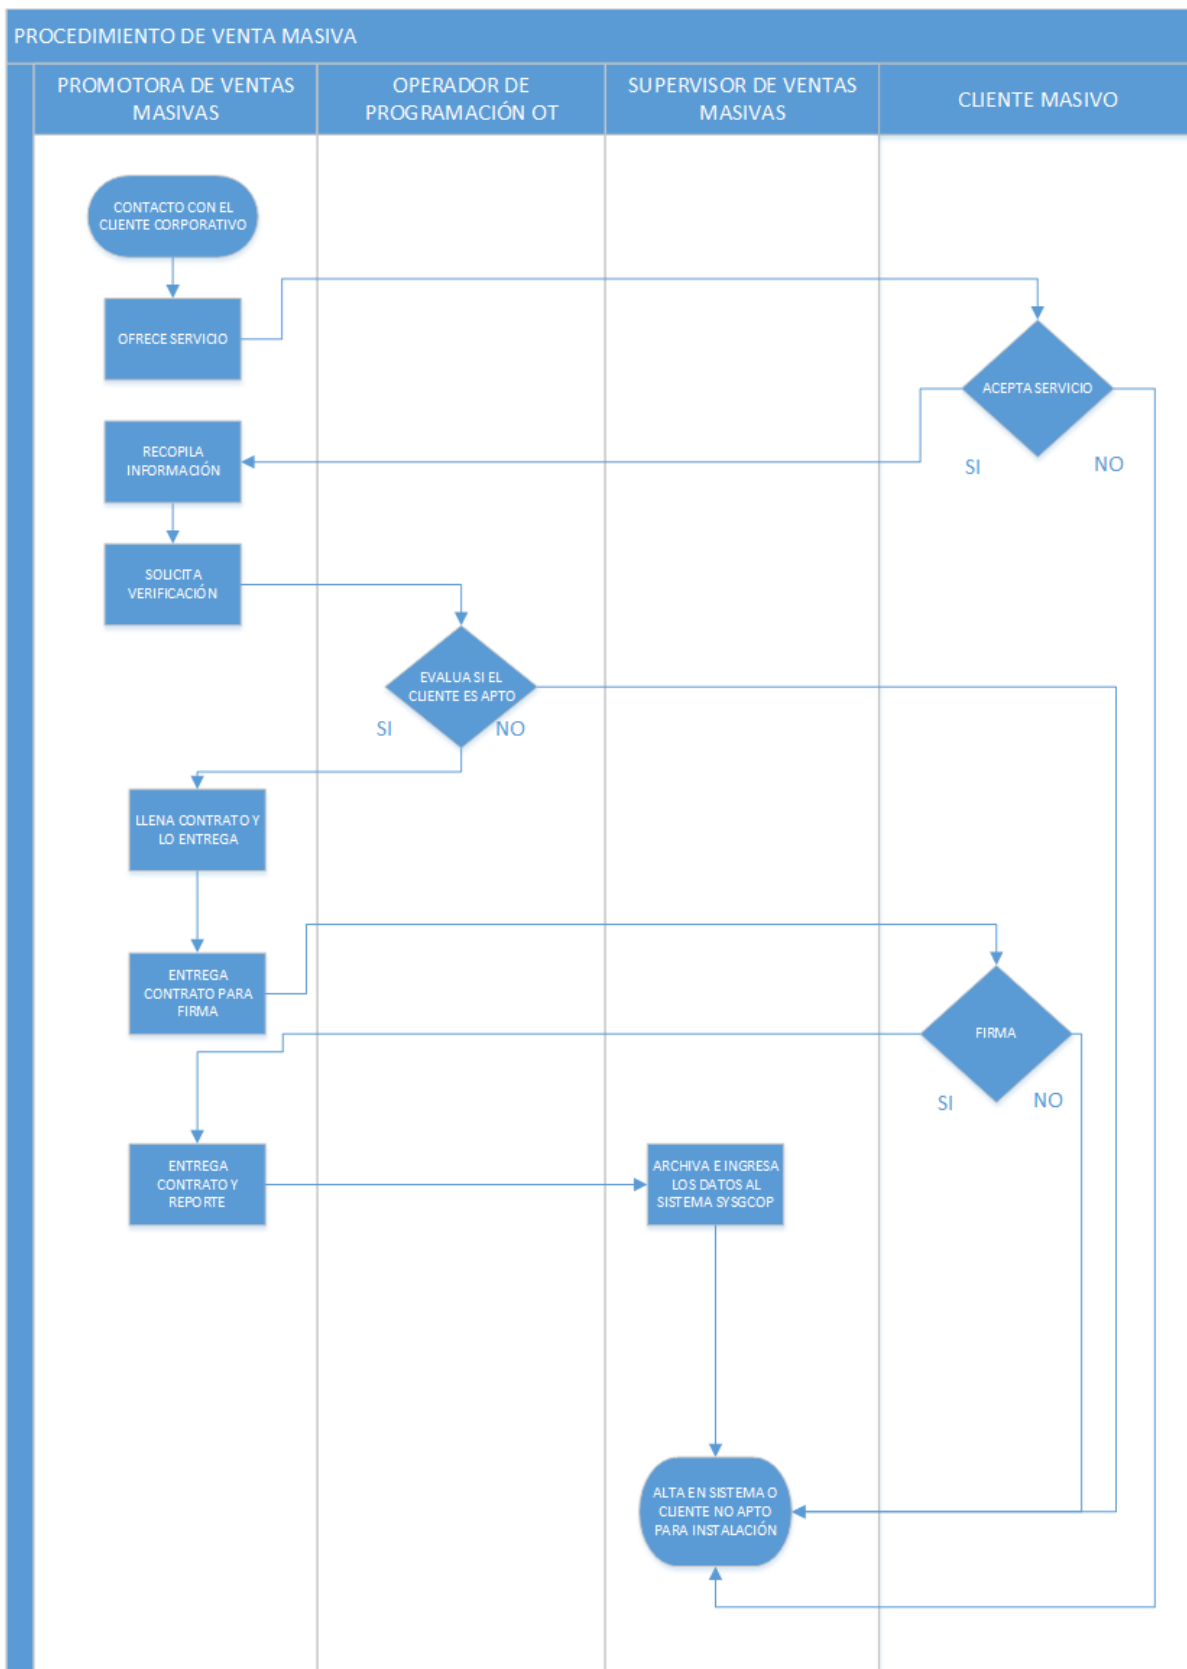 PROCEDIMIENTO DE VENTA MASIVA
PROMOTORA DE VENTAS
MASIVAS
OPERADOR DE
PROGRAMACIÓN OT
SUPERVISOR DE VENTAS
MASIVAS
CLIENTE MASIVO
CONTACTO CON EL
CLIENTE CORPORATIVO
OFRECE SERVICIO
ACEPTA SERVICIO
SI
NO
RECOPILA
INFORMACIÓN
SOLICITA
VERIFICACIÓN
EVALUA SI EL
CLIENTE ES APTO
SI
NO
LLENA CONTRATO Y
LO ENTREGA
ENTREGA
CONTRATO PARA
FIRMA
FIRMA
SI
NO
ENTREGA
CONTRATO Y
REPORTE
ARCHIVA E INGRESA
LOS DATOS AL
SISTEMA SYSGCOP
ALTA EN SISTEMA O
CLIENTE NO APTO
PARA INSTALACIÓN